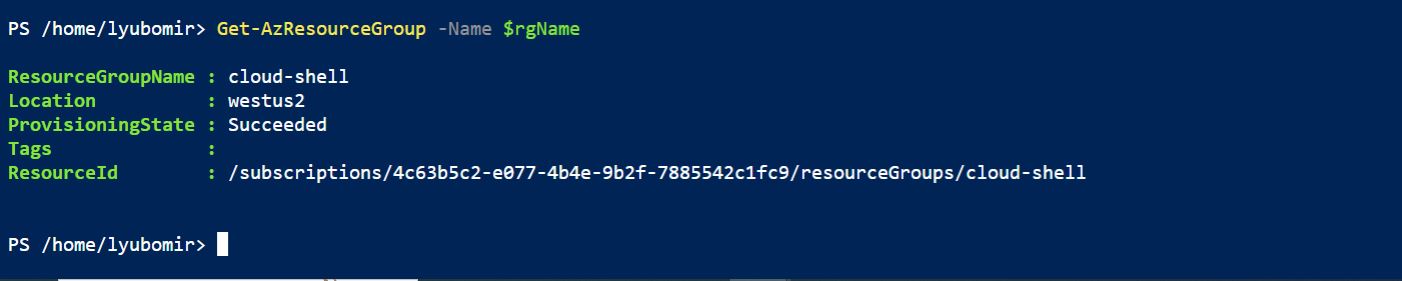 PS /home/lyubomir> Get-AzResourceGroup -Name $rgName
ResourceGroupName : cloud-shell
Location          : westus2
ProvisioningState : Succeeded
Tags              :
ResourceId        : /subscriptions/4c63b5c2-e077-4b4e-9b2f-7885542c1fc9/resourceGroups/cloud-shell
PS /home/lyubomir>